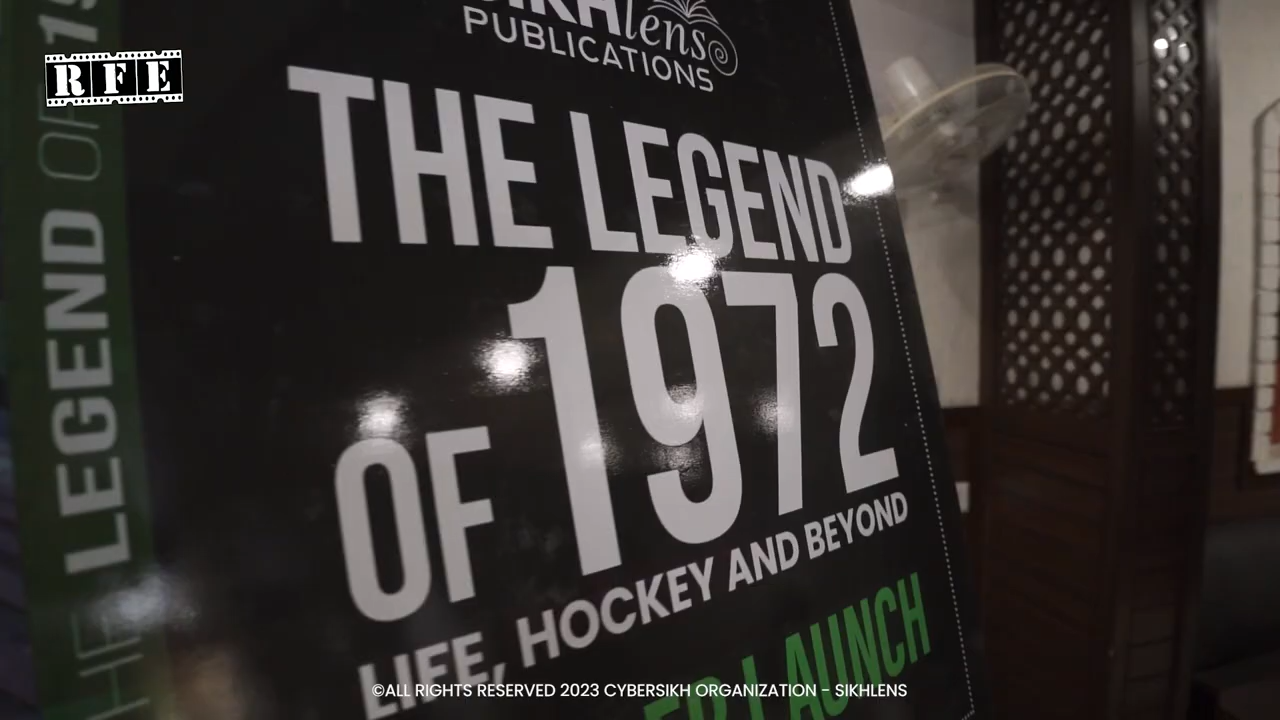 SIKHlens
PUBLICATIONS
RFE
THE LEGEND
OF 1972
LIFE, HOCKEY AND BEYOND
LAUNCH
THE LEGEND OF 19
©ALL RIGHTS RESERVED 2023 CYBERSIKH ORGANIZATION - SIKHLENS